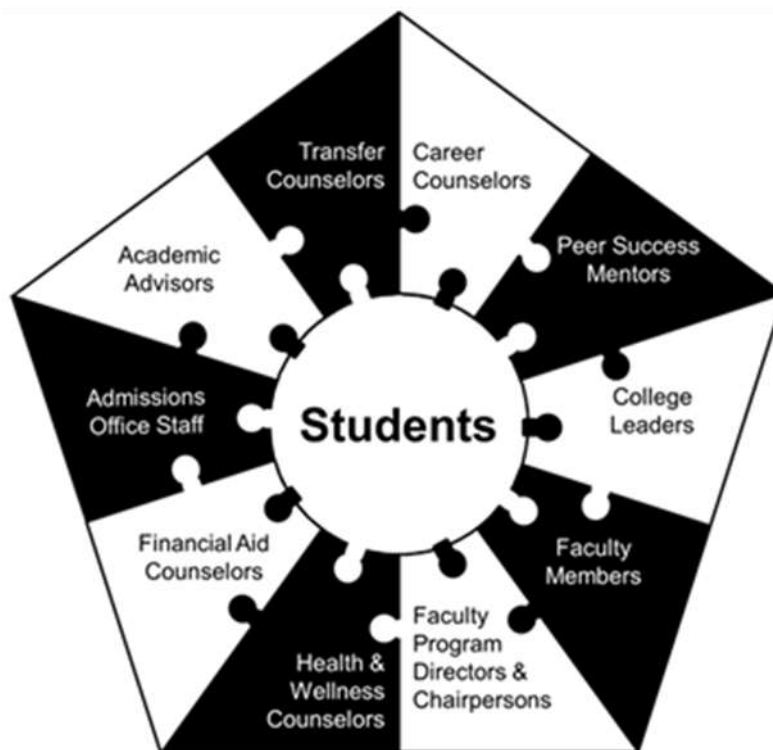 Transfer
Counselors
Career
Counselors
Peer Success
Mentors
Academic
Advisors
College
Leaders
Admissions
Office Staff
Students
Financial Aid
Counselors
Faculty
Members
Health &
Wellness
Counselors
Faculty
Program
Directors &
Chairpersons